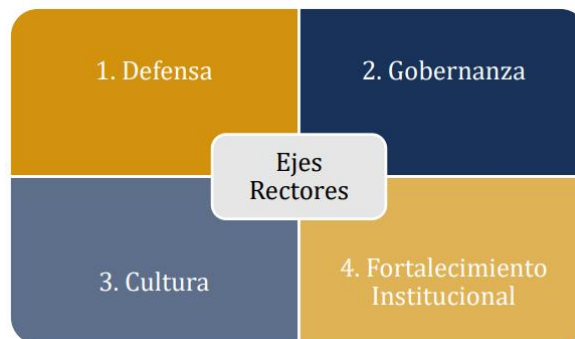 1. Defensa
2. Gobernanza
Ejes
Rectores
3. Cultura
4. Fortalecimiento
Institucional